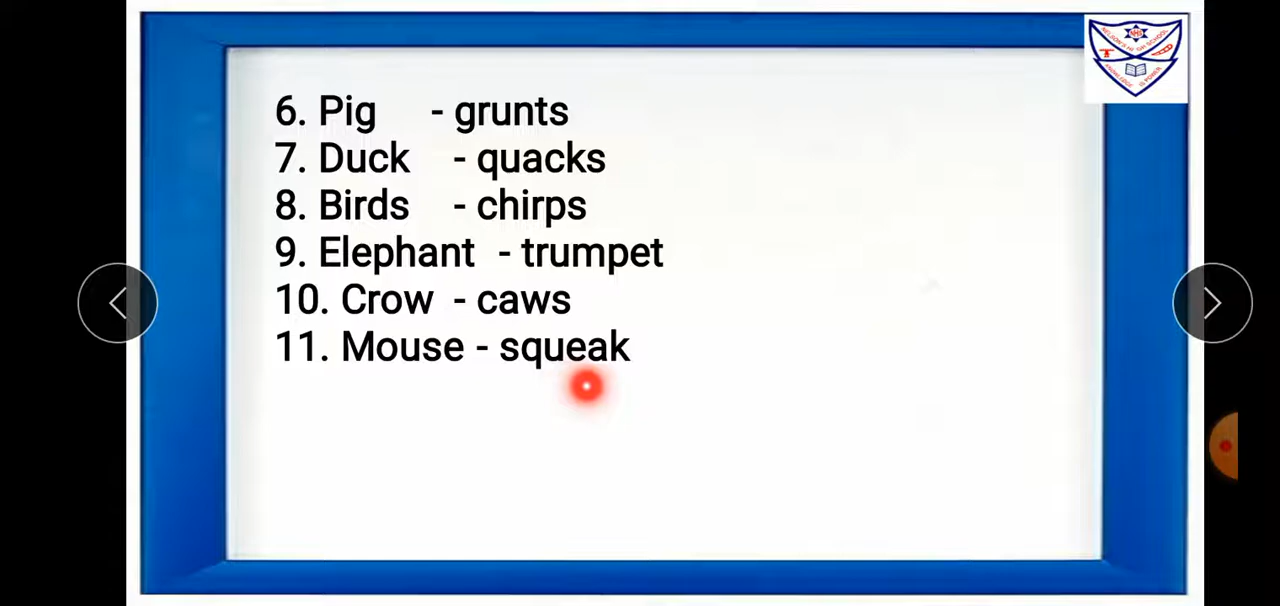 6. Pig - grunts
7. Duck - quacks
8. Birds - chirps
9. Elephant - trumpet
10. Crow - caws
11. Mouse - squeak